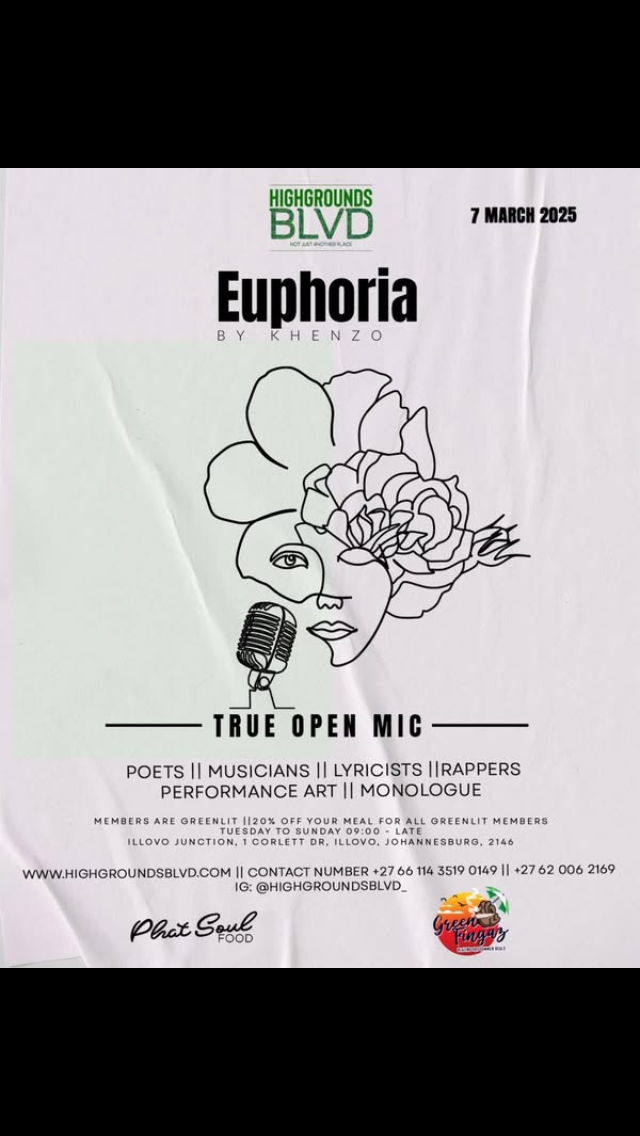 HIGHGROUNDS
BLVD
NOT JUST ANOTHER PLACE
7 MARCH 2025
Euphoria
BY KHENZO
TRUE OPEN MIC
POETS || MUSICIANS || LYRICISTS ||RAPPERS
PERFORMANCE ART || MONOLOGUE
MEMBERS ARE GREENLIT ||20% OFF YOUR MEAL FOR ALL GREENLIT MEMBERS
TUESDAY TO SUNDAY 09:00 - LATE
ILLOVO JUNCTION, 1 CORLETT DR, ILLOVO, JOHANNESBURG, 2146
WWW.HIGHGROUNDSBLVD.COM || CONTACT NUMBER +27 66 114 3519 0149 || +27 62 006 2169
IG: @HIGHGROUNDSBLVD_
Phat Soul
FOOD
Green
Fingaz